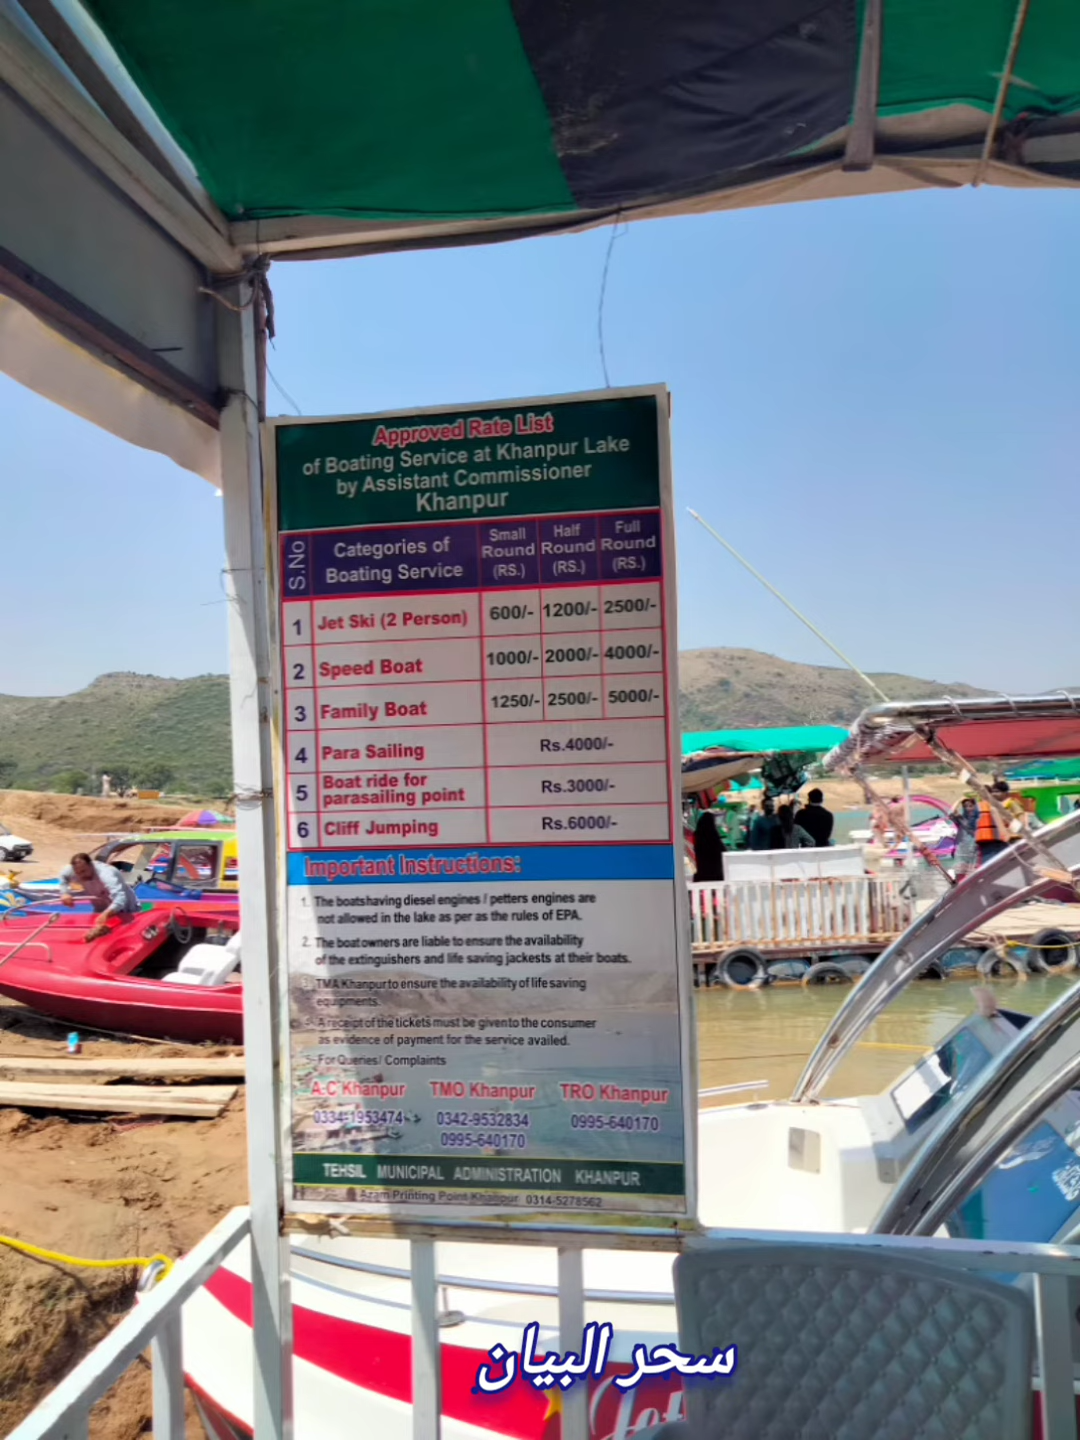 Approved Rate List
of Boating Service at Khanpur Lake
by Assistant Commissioner
Khanpur
S.No Categories of Boating Service Small Round (RS.) Half Round (RS.) Full Round (RS.)
1 Jet Ski (2 Person) 600/- 1200/- 2500/-
2 Speed Boat 1000/- 2000/- 4000/-
3 Family Boat 1250/- 2500/- 5000/-
4 Para Sailing Rs.4000/-
5 Boat ride for parasailing point Rs.3000/-
6 Cliff Jumping Rs.6000/-
Important Instructions:
1. The boatshaving diesel engines / petters engines are
not allowed in the lake as per as the rules of EPA.
2. The boatowners are liable to ensure the availability
of the extinguishers and life saving jackests at their boats.
3. TMA Khanpur to ensure the availability of life saving
equipments.
4. A receipt of the tickets must be given to the consumer
as evidence of payment for the service availed.
5. For Queries/ Complaints
A.C Khanpur TMO Khanpur TRO Khanpur
0334-1953474 0342-9532834 0995-640170
0995-640170
TEHSIL MUNICIPAL ADMINISTRATION KHANPUR
Azam Printing Point Khanpur 0314-5278562
سحر البیان
Jet